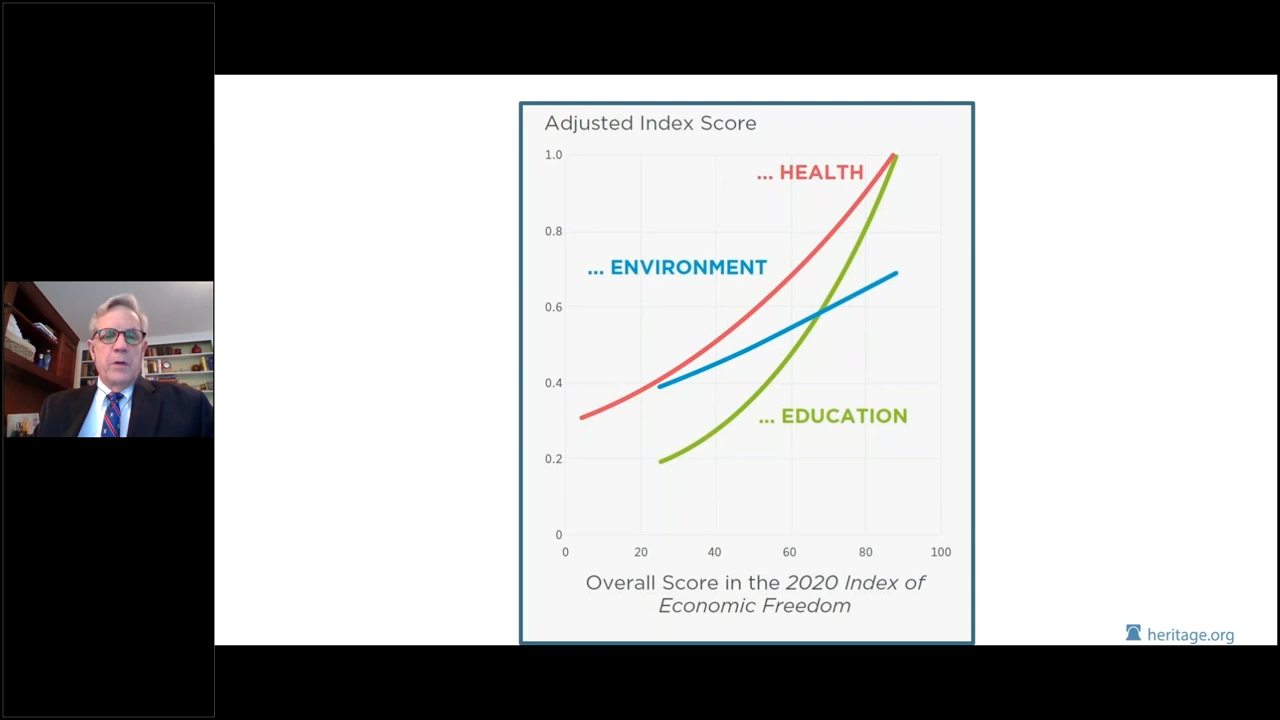 Adjusted Index Score
1.0
... HEALTH
0.8
... ENVIRONMENT
0.6
0.4
... EDUCATION
0.2
0
0 20 40 60 80 100
Overall Score in the 2020 Index of
Economic Freedom
heritage.org